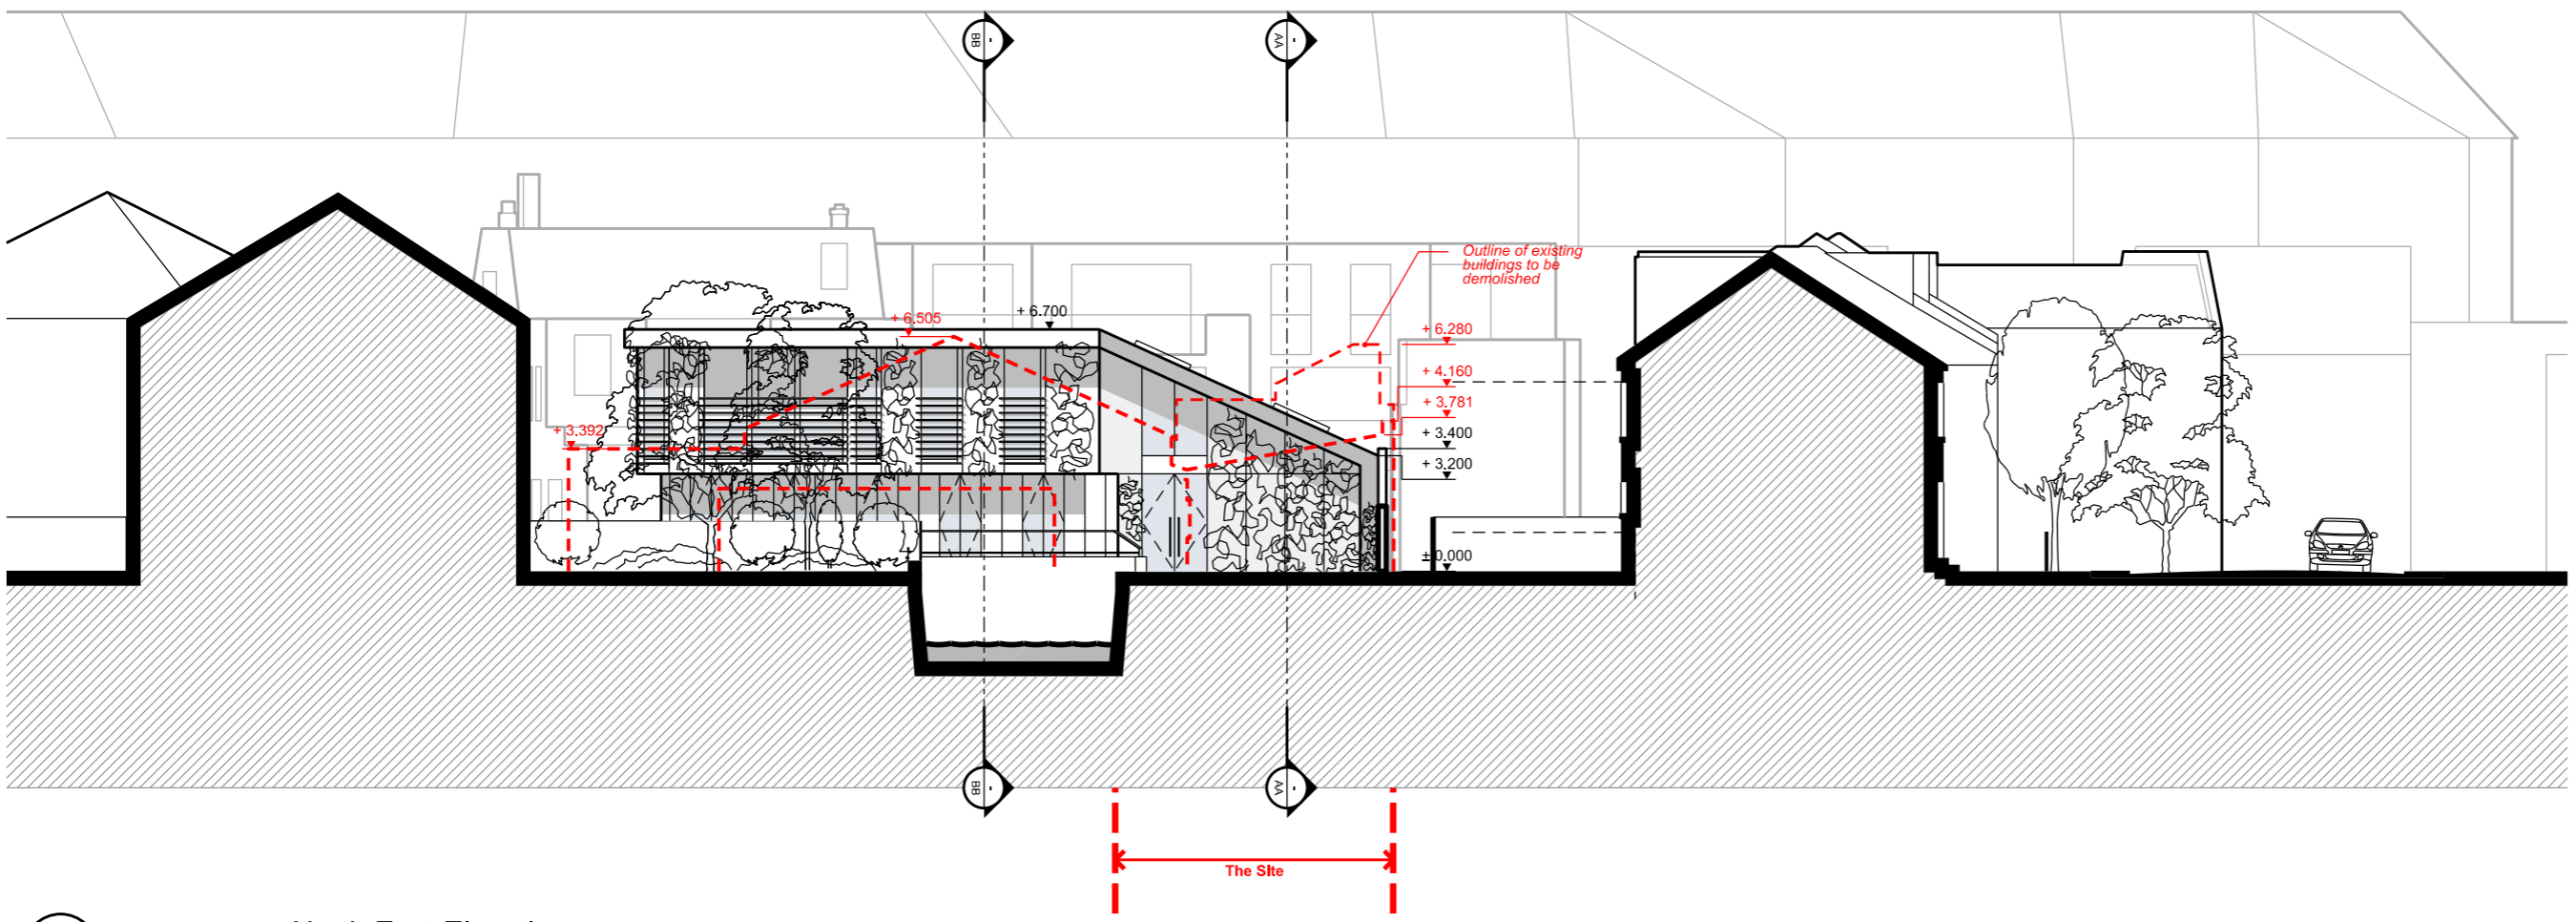 BB
AA
Outline of existing
buildings to be
demolished
+ 6.505
+ 6.700
+ 6.280
+ 4.160
+ 3.781
+ 3.392
+ 3.400
+ 3.200
± 0.000
BB
AA
The SIte